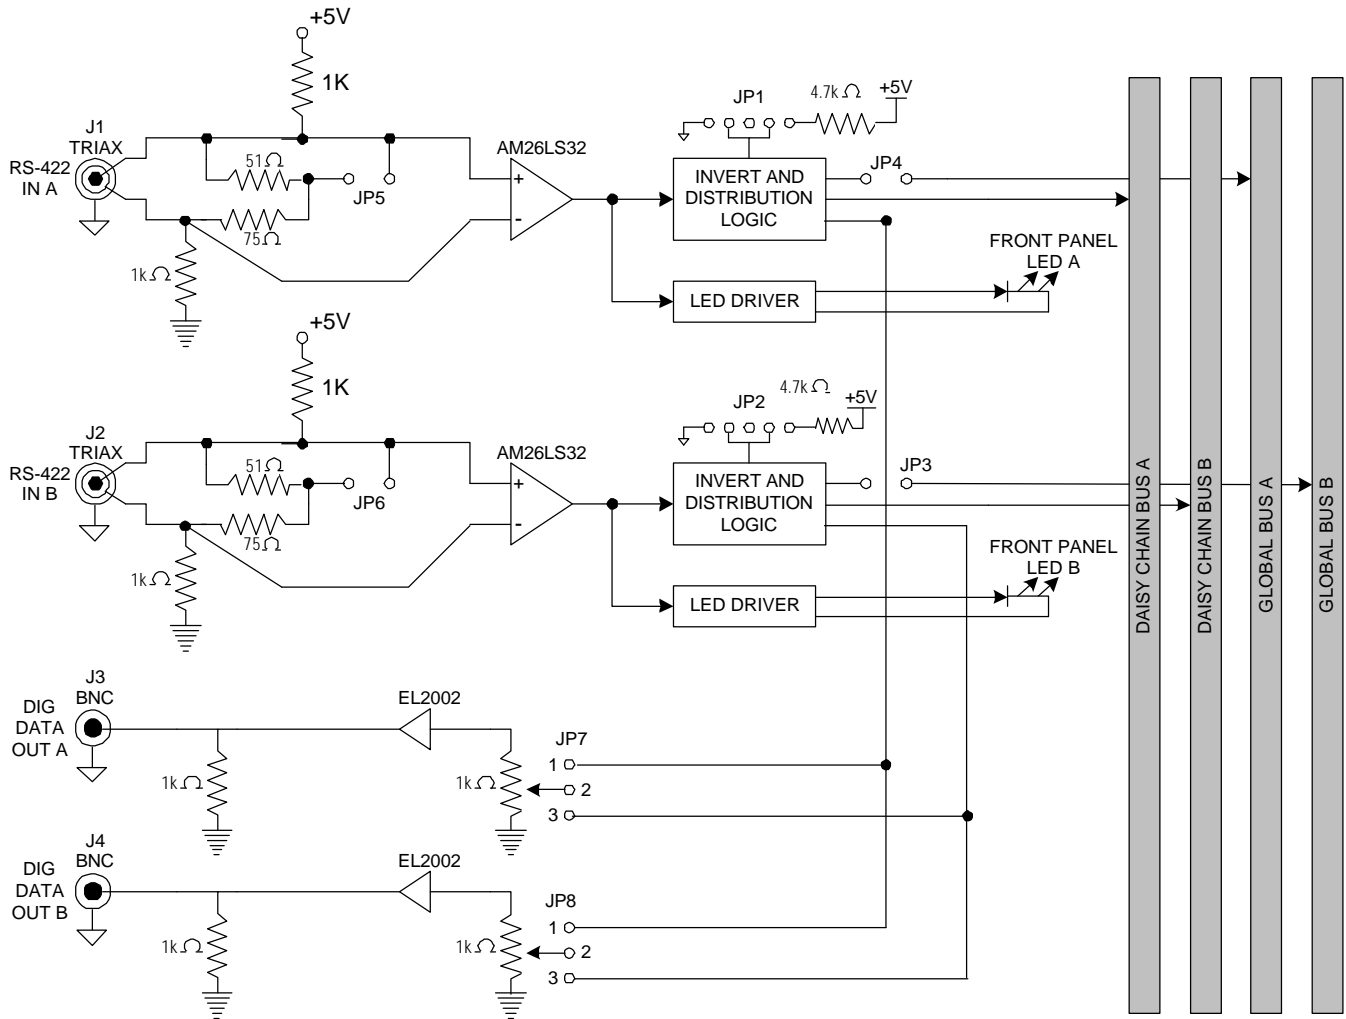 +5V
1K
J1
TRIAX
RS-422
IN A
51Ω
75Ω
JP5
1kΩ
AM26LS32
+
-
JP1
4.7kΩ
+5V
INVERT AND
DISTRIBUTION
LOGIC
JP4
LED DRIVER
FRONT PANEL
LED A
+5V
1K
J2
TRIAX
RS-422
IN B
51Ω
75Ω
JP6
1kΩ
AM26LS32
+
-
JP2
4.7kΩ
+5V
INVERT AND
DISTRIBUTION
LOGIC
JP3
LED DRIVER
FRONT PANEL
LED B
DAISY CHAIN BUS A
DAISY CHAIN BUS B
GLOBAL BUS A
GLOBAL BUS B
J3
BNC
DIG
DATA
OUT A
1kΩ
EL2002
1kΩ
JP7
1
2
3
J4
BNC
DIG
DATA
OUT B
1kΩ
EL2002
1kΩ
JP8
1
2
3